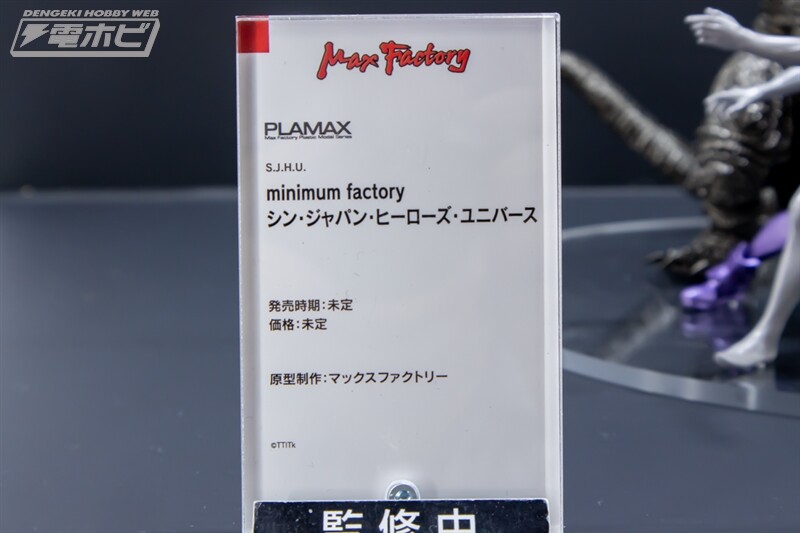 DENGEKI HOBBY WEB
電ホビ
Max Factory
PLAMAX
Max Factory Plastic Model Series
S.J.H.U.
minimum factory
シン・ジャパン・ヒーローズ・ユニバース
発売時期：未定
価格：未定
原型制作：マックスファクトリー
©TTITk
監修中